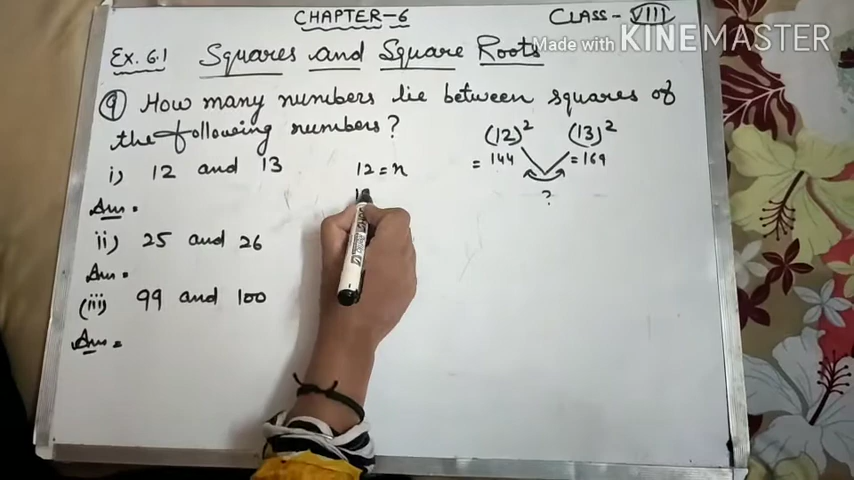 CHAPTER-6
CLASS- VIII
Made with KINEMASTER
Ex. 6.1 Squares and Square Roots
9 How many numbers lie between squares of
the following numbers?
(12)² (13)²
= 144 = 169
?
i) 12 and 13
12 = n
Ans.
ii) 25 and 26
Ans.
(iii) 99 and 100
Ans =